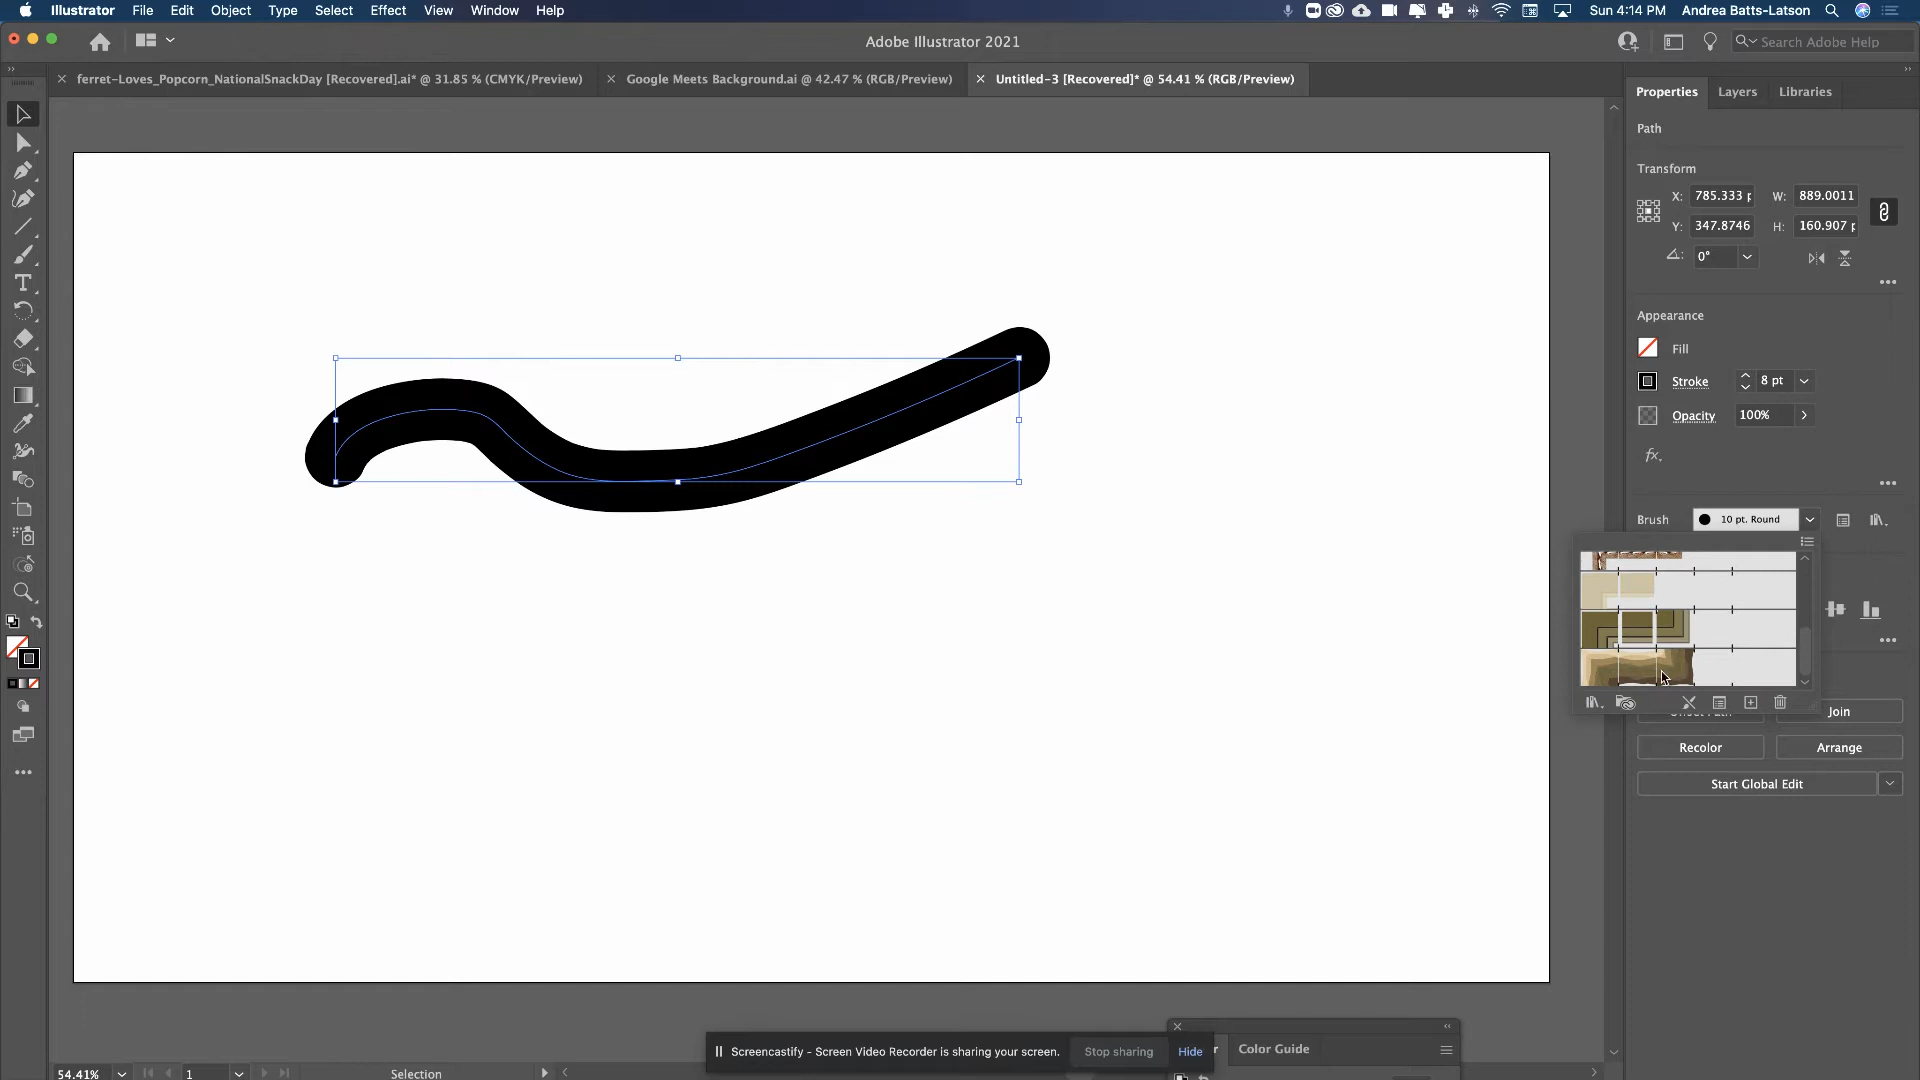 Illustrator File Edit Object Type Select Effect View Window Help Sun 4:14 PM Andrea Batts-Latson
Adobe Illustrator 2021 Search Adobe Help
ferret-Loves_Popcorn_NationalSnackDay [Recovered].ai* @ 31.85 % (CMYK/Preview) Google Meets Background.ai @ 42.47 % (RGB/Preview) Untitled-3 [Recovered]* @ 54.41 % (RGB/Preview)
Properties Layers Libraries
Path
Transform
X: 785.333 p W: 889.0011
Y: 347.8746 H: 160.907 p
0°
Appearance
Fill
Stroke 8 pt
Opacity 100%
fx.
Brush 10 pt. Round
Join
Recolor Arrange
Start Global Edit
Screencastify - Screen Video Recorder is sharing your screen. Stop sharing Hide
Color Guide
54.41% 1 Selection